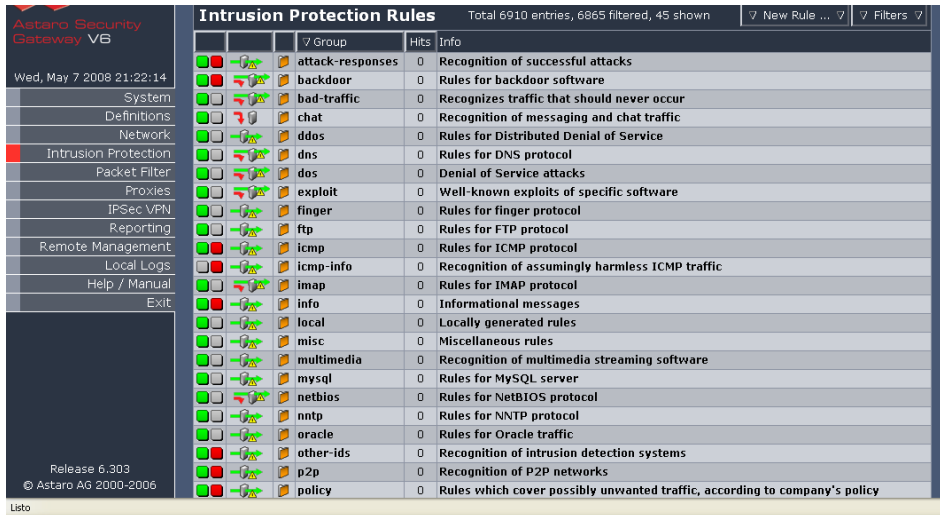 Astaro Security
Gateway V6
Wed, May 7 2008 21:22:14
System
Definitions
Network
Intrusion Protection
Packet Filter
Proxies
IPSec VPN
Reporting
Remote Management
Local Logs
Help / Manual
Exit
Release 6.303
© Astaro AG 2000-2006
Intrusion Protection Rules Total 6910 entries, 6865 filtered, 45 shown New Rule ... Filters
Group Hits Info
attack-responses 0 Recognition of successful attacks
backdoor 0 Rules for backdoor software
bad-traffic 0 Recognizes traffic that should never occur
chat 0 Recognition of messaging and chat traffic
ddos 0 Rules for Distributed Denial of Service
dns 0 Rules for DNS protocol
dos 0 Denial of Service attacks
exploit 0 Well-known exploits of specific software
finger 0 Rules for finger protocol
ftp 0 Rules for FTP protocol
icmp 0 Rules for ICMP protocol
icmp-info 0 Recognition of assumingly harmless ICMP traffic
imap 0 Rules for IMAP protocol
info 0 Informational messages
local 0 Locally generated rules
misc 0 Miscellaneous rules
multimedia 0 Recognition of multimedia streaming software
mysql 0 Rules for MySQL server
netbios 0 Rules for NetBIOS protocol
nntp 0 Rules for NNTP protocol
oracle 0 Rules for Oracle traffic
other-ids 0 Recognition of intrusion detection systems
p2p 0 Recognition of P2P networks
policy 0 Rules which cover possibly unwanted traffic, according to company's policy
Listo